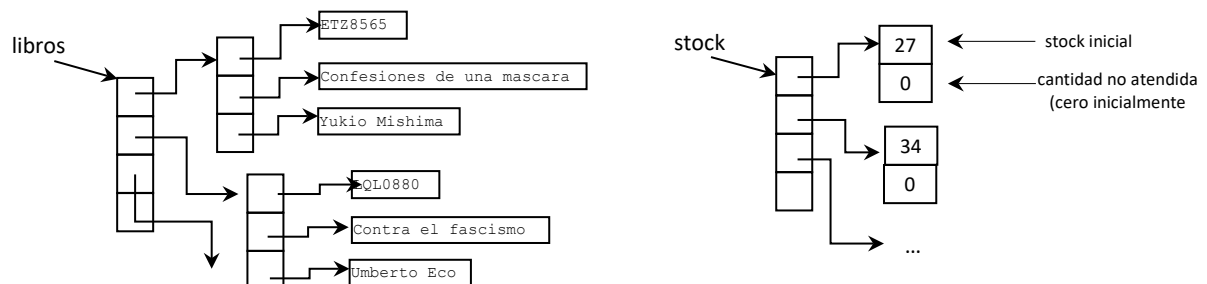 libros
ETZ8565
Confesiones de una mascara
Yukio Mishima
LQL0880
Contra el fascismo
Umberto Eco
stock
27
0
stock inicial
cantidad no atendida
(cero inicialmente
34
0
...